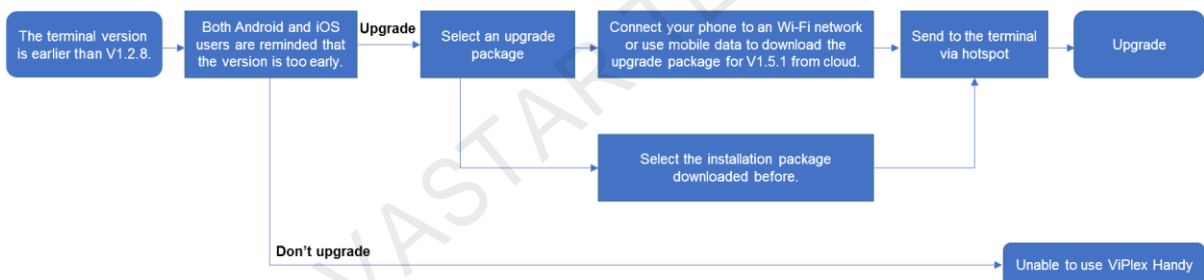 The terminal version
is earlier than V1.2.8.
Both Android and iOS
users are reminded that
the version is too early.
Upgrade
Select an upgrade
package
Connect your phone to an Wi-Fi network
or use mobile data to download the
upgrade package for V1.5.1 from cloud.
Send to the terminal
via hotspot
Upgrade
Select the installation package
downloaded before.
Don't upgrade
Unable to use ViPlex Handy